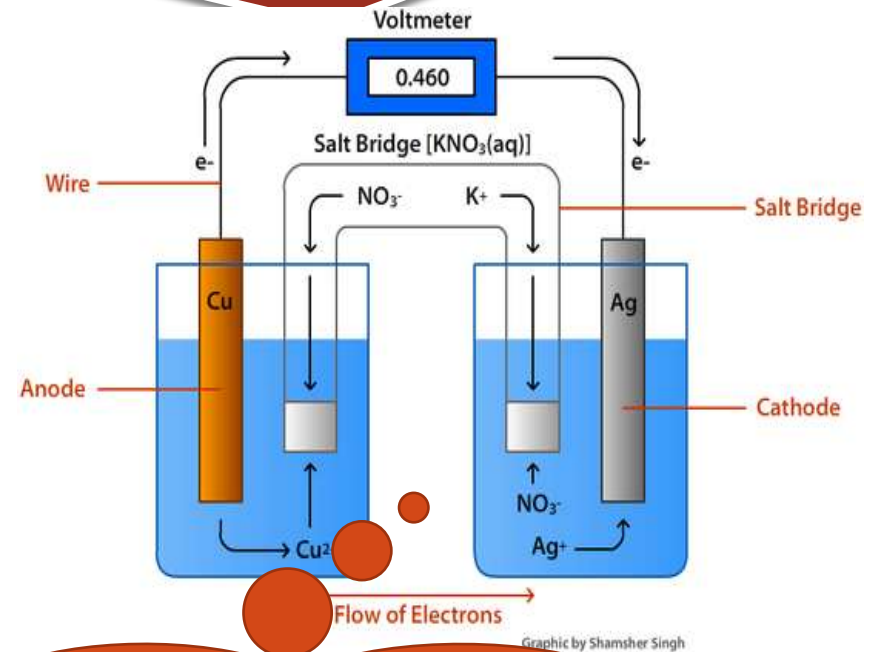 Voltmeter
0.460
Salt Bridge [KNO₃(aq)]
e-
e-
Wire
NO₃-
K+
Salt Bridge
Cu
Ag
Anode
Cathode
NO₃-
Cu²
Ag+
Flow of Electrons
Graphic by Shamsher Singh